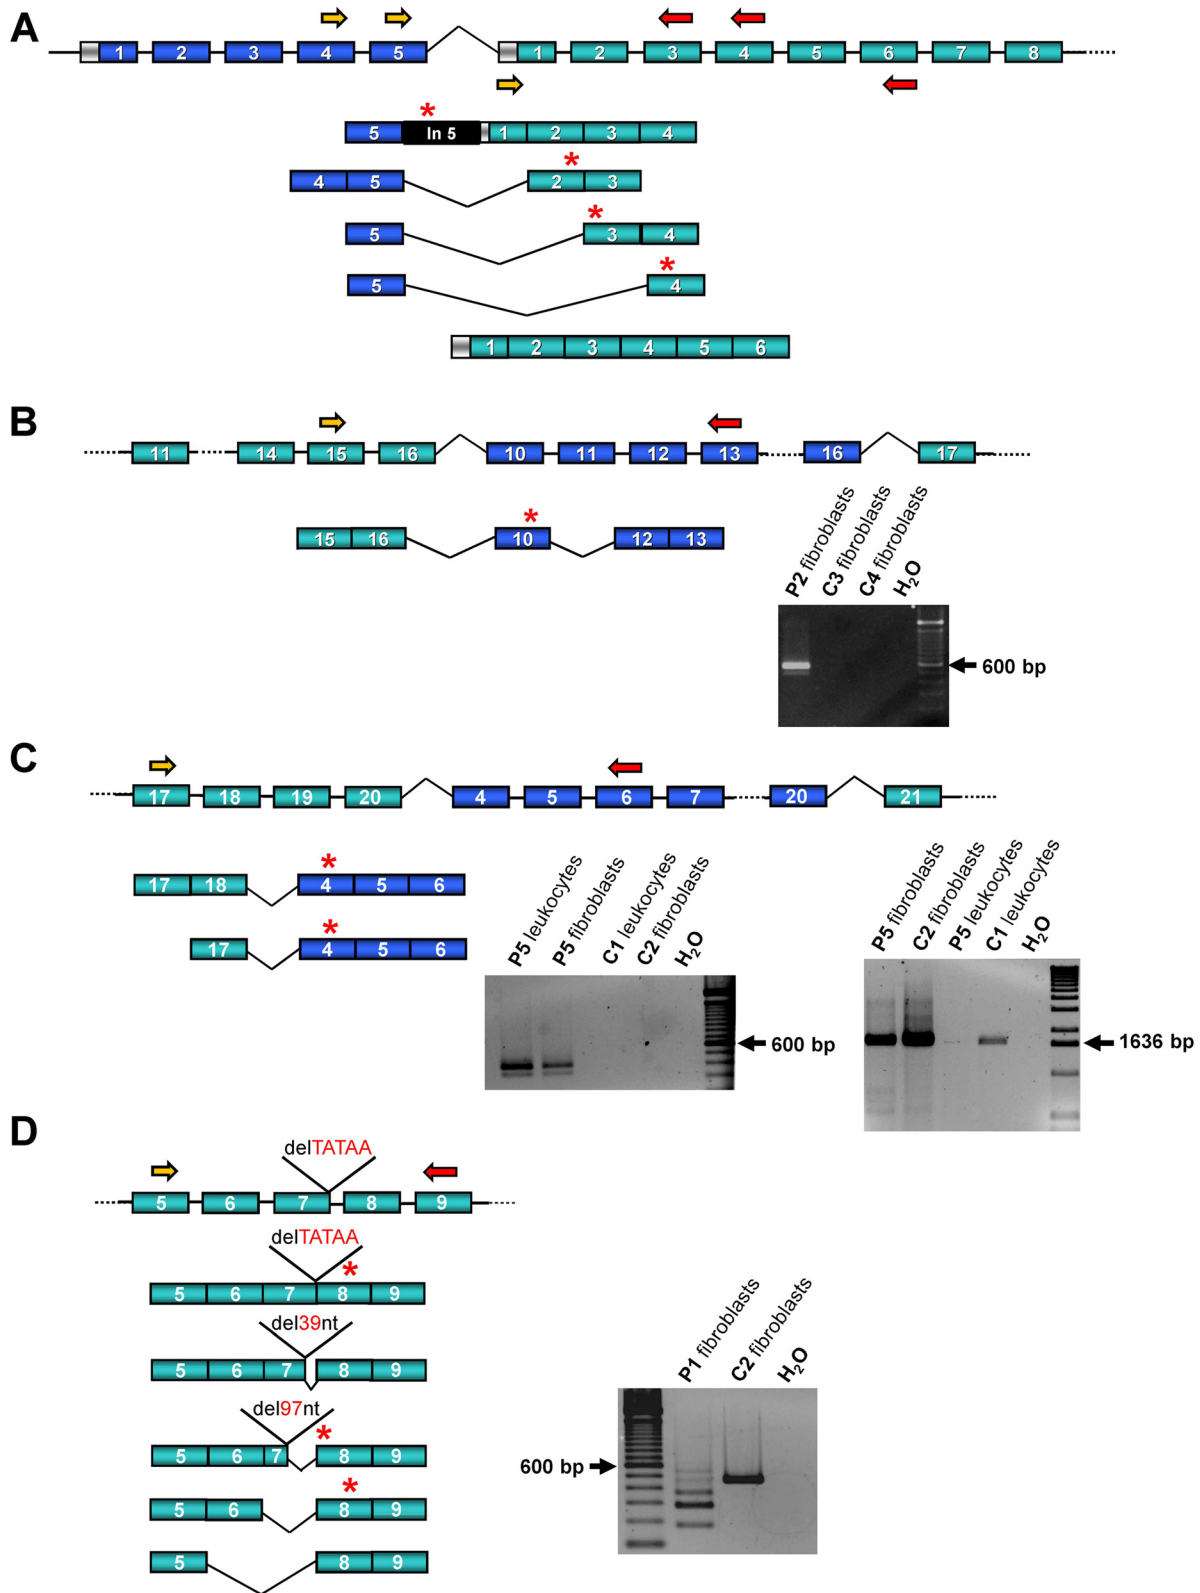 A
1 2 3 4 5 1 2 3 4 5 6 7 8
*
5 In 5 1 2 3 4
*
4 5 2 3
*
5 3 4
*
5 4
1 2 3 4 5 6
B
11 14 15 16 10 11 12 13 16 17
*
15 16 10 12 13
P2 fibroblasts
C3 fibroblasts
C4 fibroblasts
H2O
600 bp
C
17 18 19 20 4 5 6 7 20 21
*
17 18 4 5 6
*
17 4 5 6
P5 leukocytes
P5 fibroblasts
C1 leukocytes
C2 fibroblasts
H2O
600 bp
P5 fibroblasts
C2 fibroblasts
P5 leukocytes
C1 leukocytes
H2O
1636 bp
D
delTATAA
5 6 7 8 9
delTATAA
*
5 6 7 8 9
del39nt
5 6 7 8 9
del97nt
*
5 6 7 8 9
*
5 6 8 9
5 8 9
P1 fibroblasts
C2 fibroblasts
H2O
600 bp